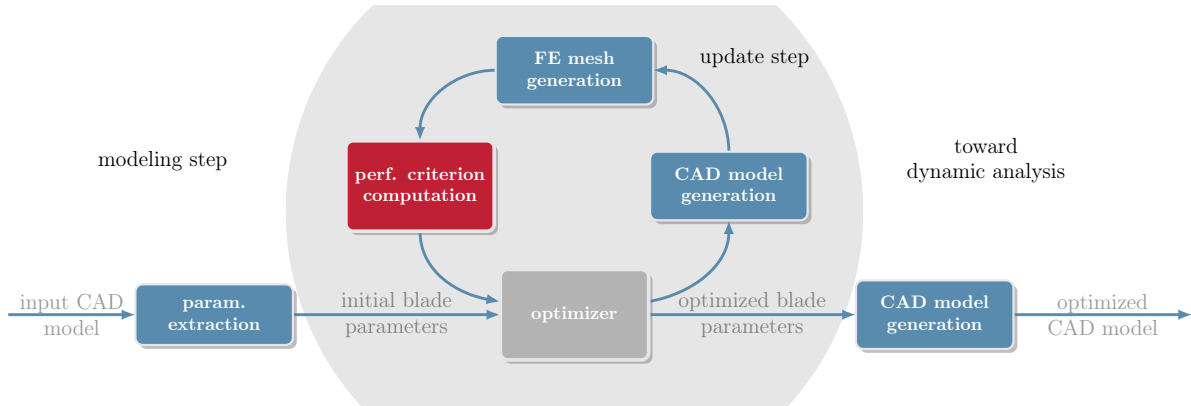 FE mesh
generation
update step
modeling step
perf. criterion
computation
CAD model
generation
toward
dynamic analysis
input CAD
model
param.
extraction
initial blade
parameters
optimizer
optimized blade
parameters
CAD model
generation
optimized
CAD model